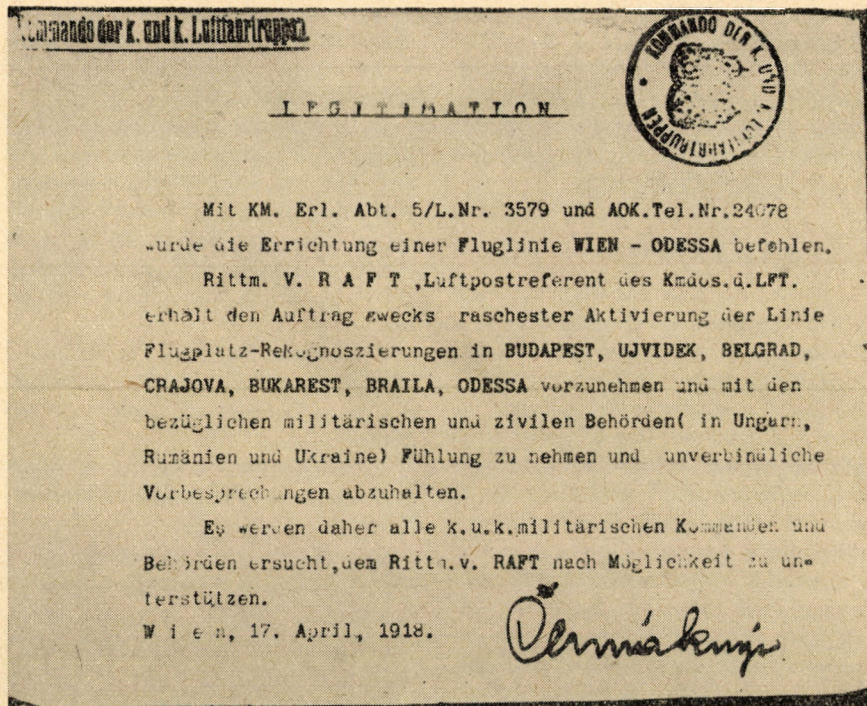 Kommando der k. und k. Luftfahrtruppen.
KOMMANDO DER K. UND K. LUFTFAHRTRUPPEN
LEGITIMATION
Mit KM. Erl. Abt. 5/L.Nr. 3579 und AOK.Tel.Nr.24078
wurde die Errichtung einer Fluglinie WIEN - ODESSA befohlen.
Rittm. V. R A F T ,Luftpostreferent des Kmdos.d.LFT.
erhält den Auftrag zwecks raschester Aktivierung der Linie
Flugplatz-Rekognoszierungen in BUDAPEST, UJVIDEK, BELGRAD,
CRAJOVA, BUKAREST, BRAILA, ODESSA vorzunehmen und mit den
bezüglichen militärischen und zivilen Behörden( in Ungarn,
Rumänien und Ukraine) Fühlung zu nehmen und unverbindliche
Vorbesprechungen abzuhalten.
Es werden daher alle k.u.k.militärischen Kommanden und
Behörden ersucht,dem Rittm.v. RAFT nach Möglichkeit zu un-
terstützen.
W i e n, 17. April, 1918.